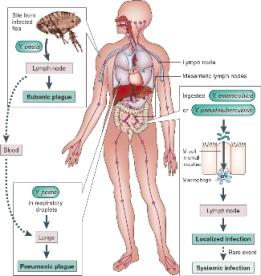 Bite from
infected
flea
Y. pestis
Lymph node
Bubonic plague
Blood
Y. pestis
in respiratory
droplets
Lungs
Pneumonic plague
Lymph node
Mesenteric lymph nodes
Ingested Y. enterocolitica
or Y. pseudotuberculosis
M cell
in small
intestine
Macrophage
Lymph node
Localized infection
Rare event
Systemic infection